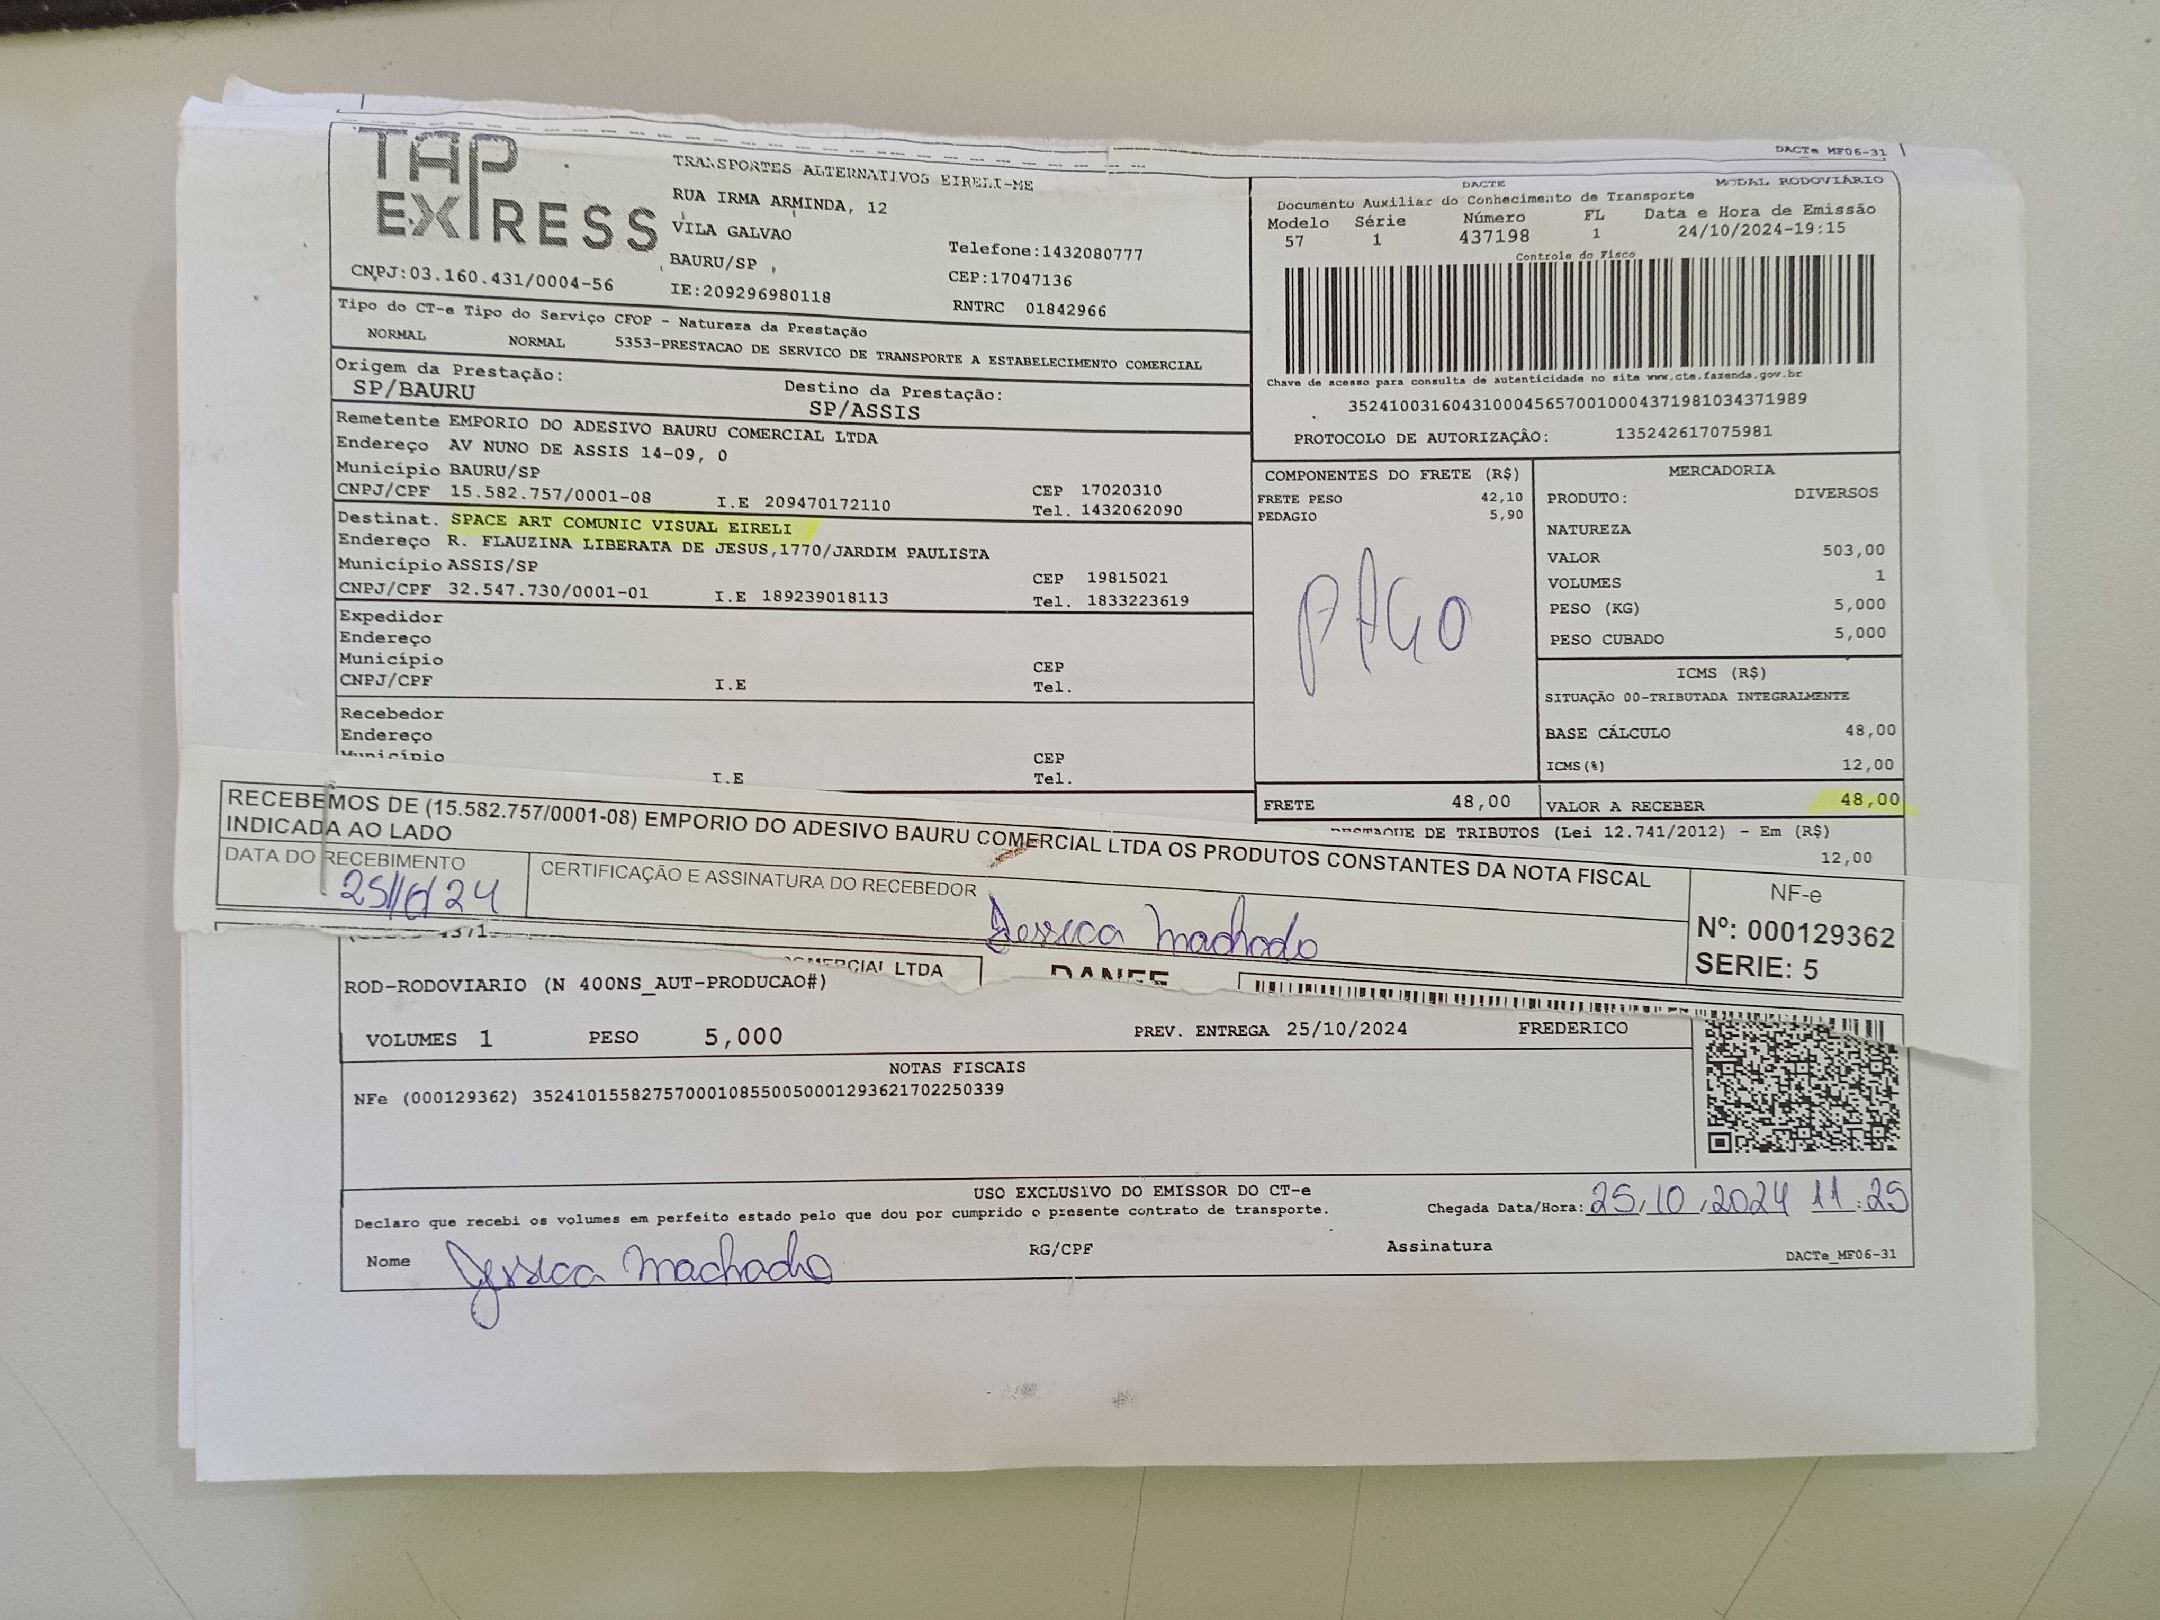 TAP
EXPRESS
CNPJ:03.160.431/0004-56
TRANSPORTES ALTERNATIVOS EIRELI-ME
RUA IRMA ARMINDA, 12
VILA GALVAO
BAURU/SP
IE:209296980118
Telefone:1432080777
CEP:17047136
RNTRC 01842966
DACTe MF06-31
DACTE MODAL RODOVIÁRIO
Documento Auxiliar do Conhecimento de Transporte
Modelo Série Número FL Data e Hora de Emissão
57 1 437198 1 24/10/2024-19:15
Controle do Fisco
Chave de acesso para consulta de autenticidade no site www.cte.fazenda.gov.br
35241003160431000456570010004371981034371989
PROTOCOLO DE AUTORIZAÇÂO: 135242617075981
Tipo do CT-e Tipo do Serviço CFOP - Natureza da Prestação
NORMAL NORMAL 5353-PRESTACAO DE SERVICO DE TRANSPORTE A ESTABELECIMENTO COMERCIAL
Origem da Prestação: Destino da Prestação:
SP/BAURU SP/ASSIS
Remetente EMPORIO DO ADESIVO BAURU COMERCIAL LTDA
Endereço AV NUNO DE ASSIS 14-09, 0
Município BAURU/SP CEP 17020310
CNPJ/CPF 15.582.757/0001-08 I.E 209470172110 Tel. 1432062090
Destinat. SPACE ART COMUNIC VISUAL EIRELI
Endereço R. FLAUZINA LIBERATA DE JESUS,1770/JARDIM PAULISTA
Município ASSIS/SP CEP 19815021
CNPJ/CPF 32.547.730/0001-01 I.E 189239018113 Tel. 1833223619
Expedidor
Endereço
Município CEP
CNPJ/CPF I.E Tel.
Recebedor
Endereço
Município CEP
I.E Tel.
COMPONENTES DO FRETE (R$)
FRETE PESO 42,10
PEDAGIO 5,90
PAGO
FRETE 48,00
MERCADORIA
PRODUTO: DIVERSOS
NATUREZA
VALOR 503,00
VOLUMES 1
PESO (KG) 5,000
PESO CUBADO 5,000
ICMS (R$)
SITUAÇÃO 00-TRIBUTADA INTEGRALMENTE
BASE CÁLCULO 48,00
ICMS(%) 12,00
VALOR A RECEBER 48,00
DE TRIBUTOS (Lei 12.741/2012) - Em (R$)
12,00
RECEBEMOS DE (15.582.757/0001-08) EMPORIO DO ADESIVO BAURU COMERCIAL LTDA OS PRODUTOS CONSTANTES DA NOTA FISCAL
INDICADA AO LADO
DATA DO RECEBIMENTO
25/10/24
CERTIFICAÇÃO E ASSINATURA DO RECEBEDOR
Jessica Machado
NF-e
Nº: 000129362
SERIE: 5
COMERCIAL LTDA
DANFE
ROD-RODOVIARIO (N 400NS_AUT-PRODUCAO#)
VOLUMES 1 PESO 5,000 PREV. ENTREGA 25/10/2024 FREDERICO
NOTAS FISCAIS
NFe (000129362) 35241015582757000108550050001293621702250339
USO EXCLUSIVO DO EMISSOR DO CT-e
Declaro que recebi os volumes em perfeito estado pelo que dou por cumprido o presente contrato de transporte.
Chegada Data/Hora: 25/10/2024 11:25
Nome Jessica Machado RG/CPF Assinatura
DACTe_MF06-31